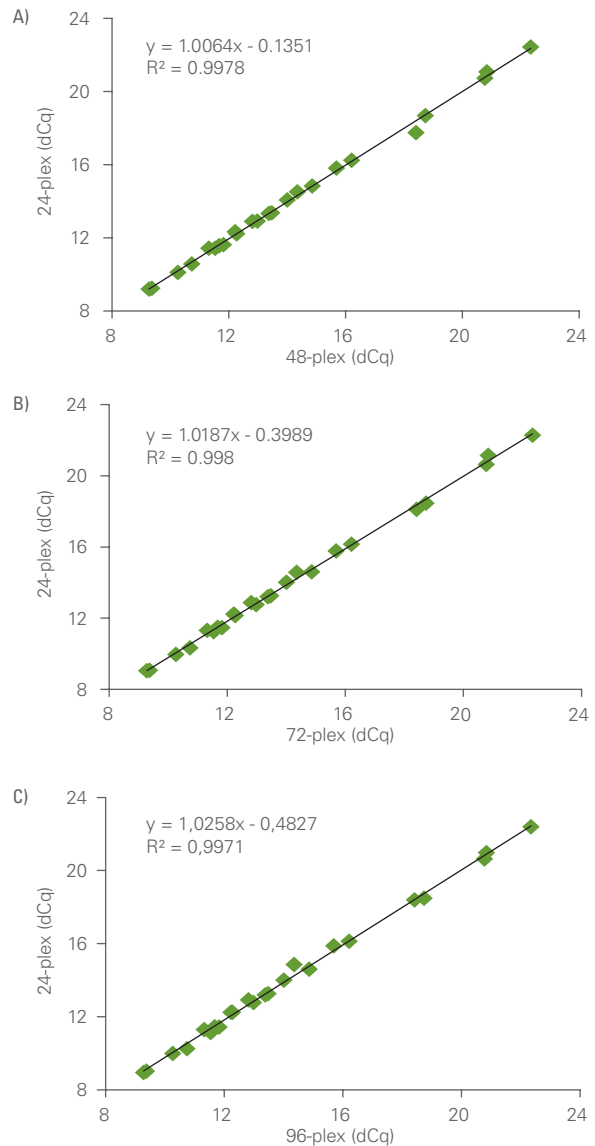 A)
24
20
16
12
8
24-plex (dCq)
y = 1.0064x - 0.1351
R² = 0.9978
8 12 16 20 24
48-plex (dCq)
B)
24
20
16
12
8
24-plex (dCq)
y = 1.0187x - 0.3989
R² = 0.998
8 12 16 20 24
72-plex (dCq)
C)
24
20
16
12
8
24-plex (dCq)
y = 1,0258x - 0,4827
R² = 0,9971
8 12 16 20 24
96-plex (dCq)